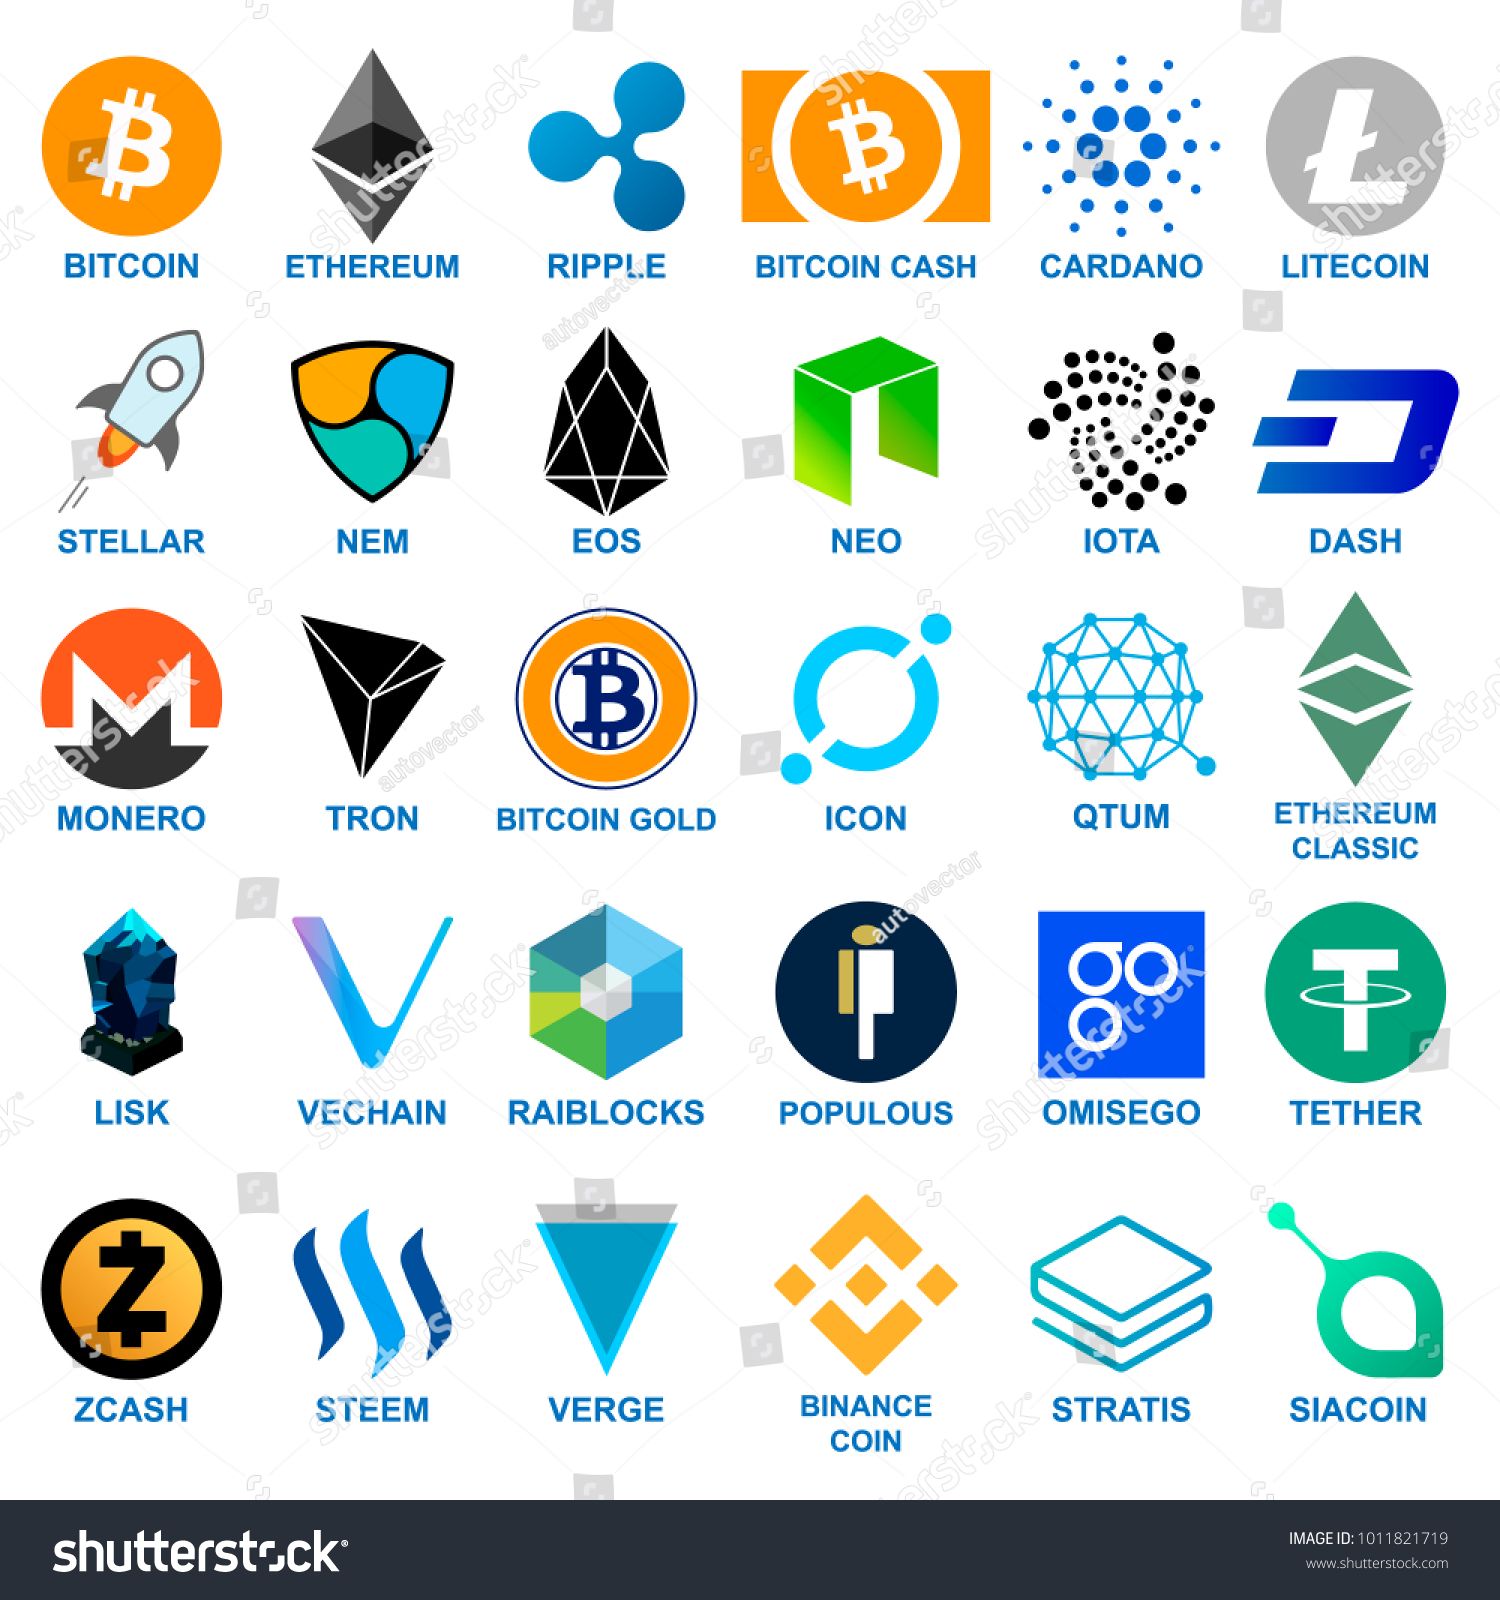 BITCOIN
ETHEREUM
RIPPLE
BITCOIN CASH
CARDANO
LITECOIN
STELLAR
NEM
EOS
NEO
IOTA
DASH
MONERO
TRON
BITCOIN GOLD
ICON
QTUM
ETHEREUM
CLASSIC
LISK
VECHAIN
RAIBLOCKS
POPULOUS
go
OMISEGO
TETHER
ZCASH
STEEM
VERGE
BINANCE
COIN
STRATIS
SIACOIN
shutterstock
autovector
shutterstock
IMAGE ID: 1011821719
www.shutterstock.com